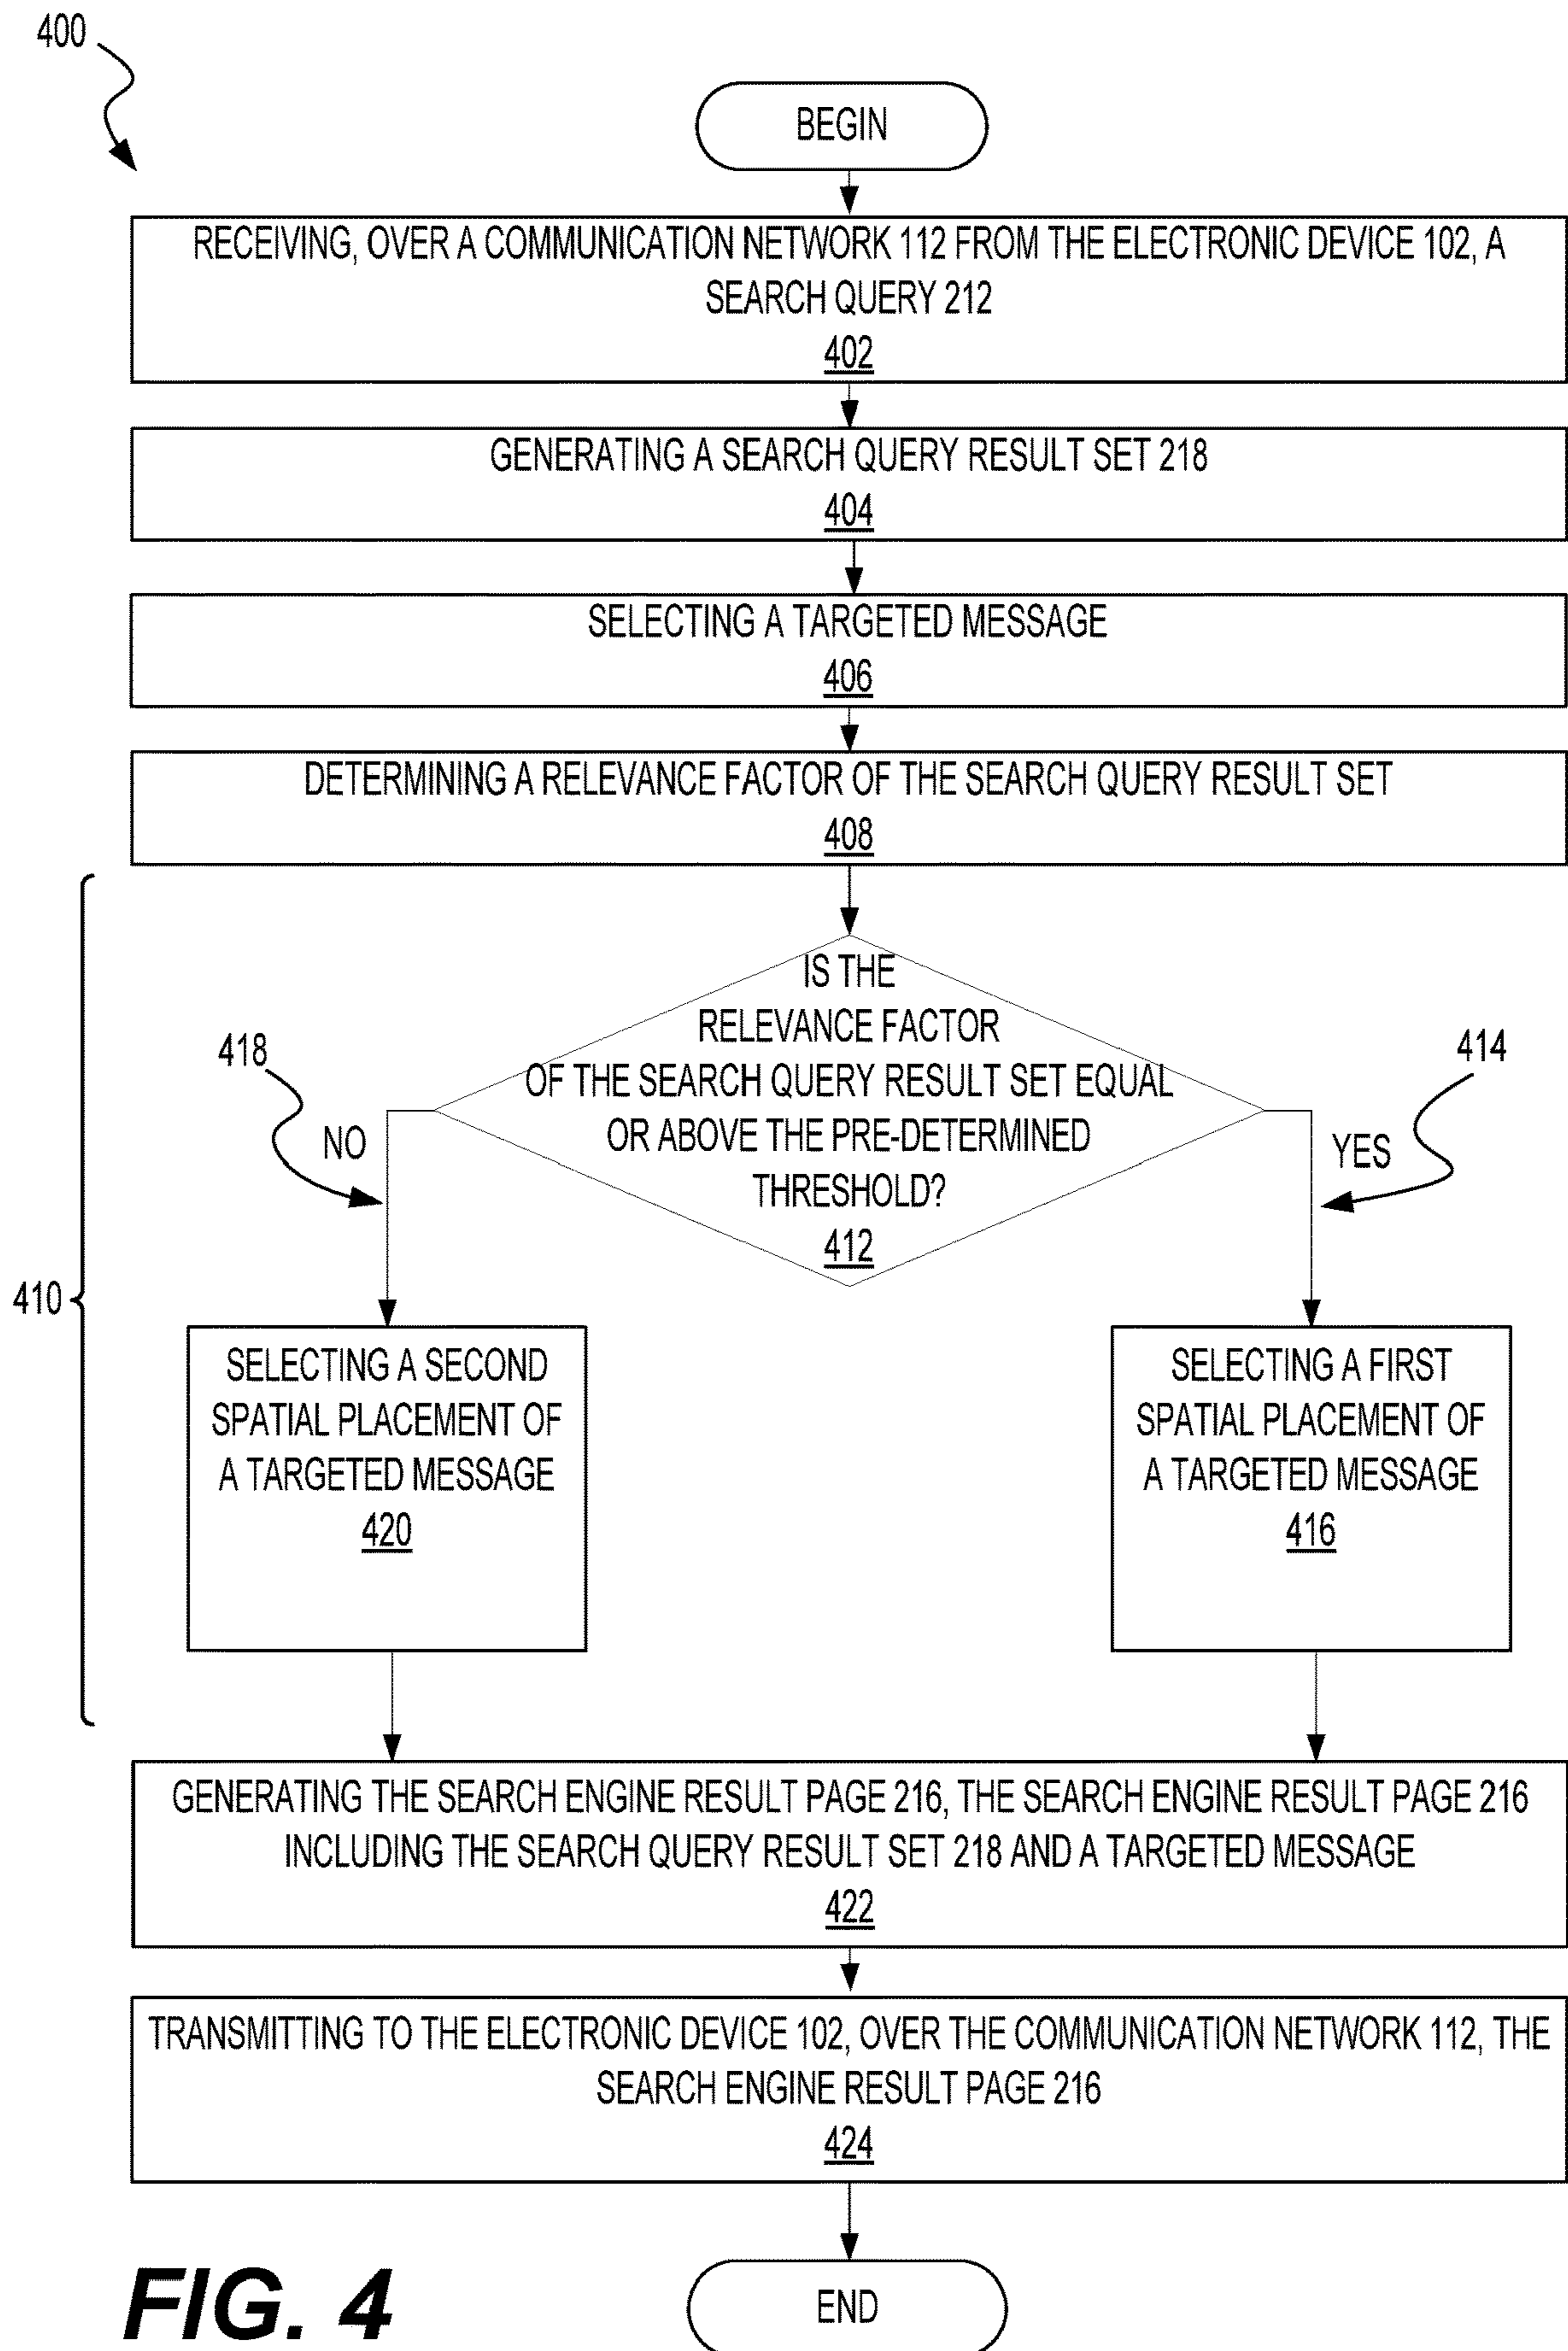 400
BEGIN
RECEIVING, OVER A COMMUNICATION NETWORK 112 FROM THE ELECTRONIC DEVICE 102, A
SEARCH QUERY 212
402
GENERATING A SEARCH QUERY RESULT SET 218
404
SELECTING A TARGETED MESSAGE
406
DETERMINING A RELEVANCE FACTOR OF THE SEARCH QUERY RESULT SET
408
IS THE
RELEVANCE FACTOR
OF THE SEARCH QUERY RESULT SET EQUAL
OR ABOVE THE PRE-DETERMINED
THRESHOLD?
412
418
NO
414
YES
410
SELECTING A SECOND
SPATIAL PLACEMENT OF
A TARGETED MESSAGE
420
SELECTING A FIRST
SPATIAL PLACEMENT OF
A TARGETED MESSAGE
416
GENERATING THE SEARCH ENGINE RESULT PAGE 216, THE SEARCH ENGINE RESULT PAGE 216
INCLUDING THE SEARCH QUERY RESULT SET 218 AND A TARGETED MESSAGE
422
TRANSMITTING TO THE ELECTRONIC DEVICE 102, OVER THE COMMUNICATION NETWORK 112, THE
SEARCH ENGINE RESULT PAGE 216
424
END
FIG. 4